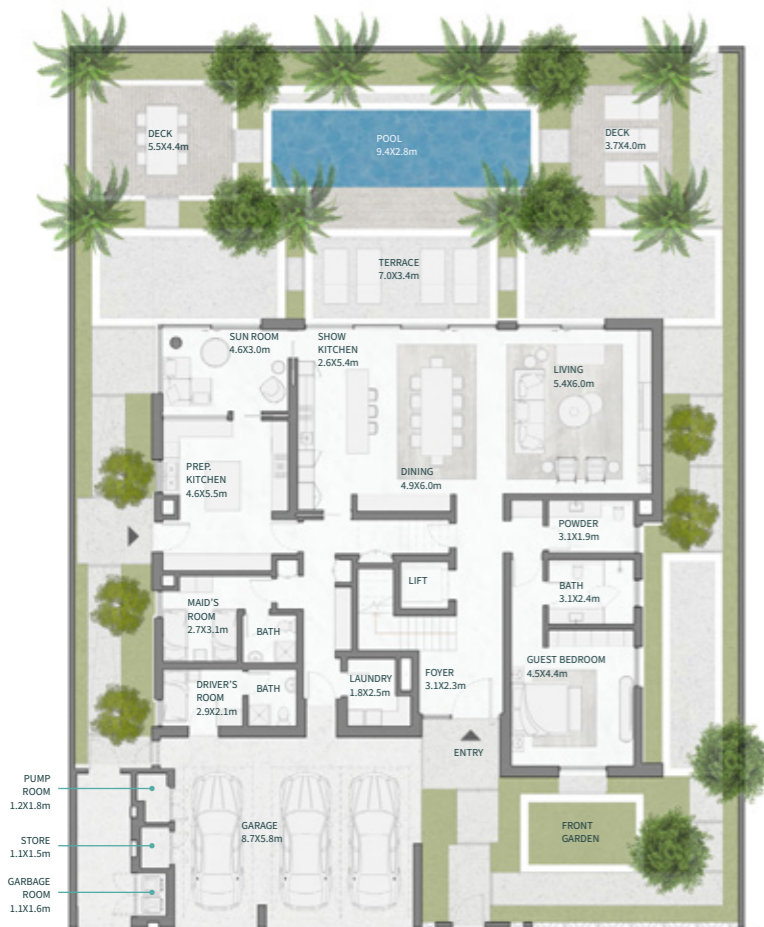 DECK
5.5X4.4m
POOL
9.4X2.8m
DECK
3.7X4.0m
TERRACE
7.0X3.4m
SUN ROOM
4.6X3.0m
SHOW
KITCHEN
2.6X5.4m
LIVING
5.4X6.0m
PREP.
KITCHEN
4.6X5.5m
DINING
4.9X6.0m
POWDER
3.1X1.9m
LIFT
BATH
3.1X2.4m
MAID'S
ROOM
2.7X3.1m
BATH
GUEST BEDROOM
4.5X4.4m
FOYER
3.1X2.3m
LAUNDRY
1.8X2.5m
DRIVER'S
ROOM
2.9X2.1m
BATH
ENTRY
PUMP
ROOM
1.2X1.8m
GARAGE
8.7X5.8m
FRONT
GARDEN
STORE
1.1X1.5m
GARBAGE
ROOM
1.1X1.6m